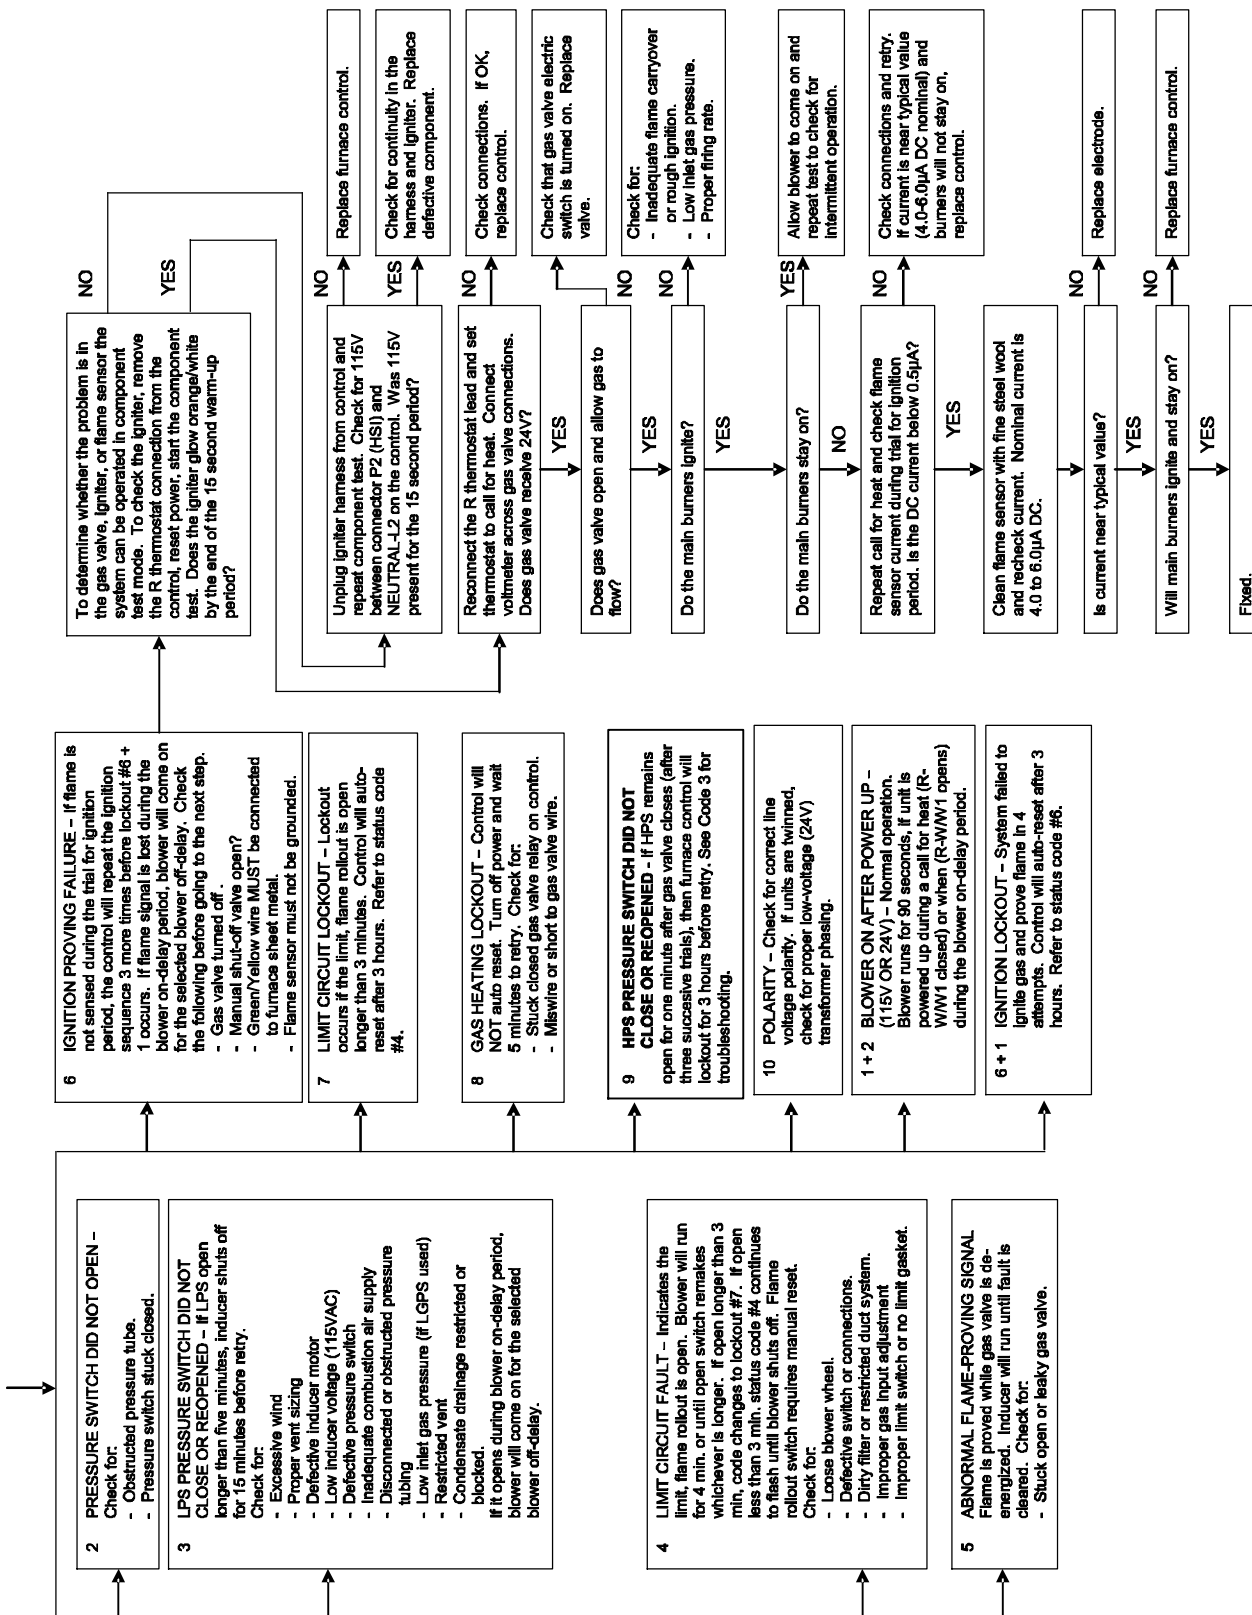 2 PRESSURE SWITCH DID NOT OPEN –
Check for:
- Obstructed pressure tube.
- Pressure switch stuck closed.
3 LPS PRESSURE SWITCH DID NOT
CLOSE OR REOPENED – If LPS open
longer than five minutes, inducer shuts off
for 15 minutes before retry.
Check for:
- Excessive wind
- Proper vent sizing
- Defective inducer motor
- Low inducer voltage (115VAC)
- Defective pressure switch
- Inadequate combustion air supply
- Disconnected or obstructed pressure
tubing
- Low inlet gas pressure (if LGPS used)
- Restricted vent
- Condensate drainage restricted or
blocked.
If it opens during blower on-delay period,
blower will come on for the selected
blower off-delay.
4 LIMIT CIRCUIT FAULT – Indicates the
limit, flame rollout is open. Blower will run
for 4 min. or until open switch remakes
whichever is longer. If open longer than 3
min, code changes to lockout #7. If open
less than 3 min. status code #4 continues
to flash until blower shuts off. Flame
rollout switch requires manual reset.
Check for:
- Loose blower wheel.
- Defective switch or connections.
- Dirty filter or restricted duct system.
- Improper gas input adjustment
- Improper limit switch or no limit gasket.
5 ABNORMAL FLAME-PROVING SIGNAL
Flame is proved while gas valve is de-
energized. Inducer will run until fault is
cleared. Check for:
- Stuck open or leaky gas valve.
6 IGNITION PROVING FAILURE – If flame is
not sensed during the trial for ignition
period, the control will repeat the ignition
sequence 3 more times before lockout #6 +
1 occurs. If flame signal is lost during the
blower on-delay period, blower will come on
for the selected blower off-delay. Check
the following before going to the next step.
- Gas valve turned off .
- Manual shut-off valve open?
- Green/Yellow wire MUST be connected
to furnace sheet metal.
- Flame sensor must not be grounded.
7 LIMIT CIRCUIT LOCKOUT – Lockout
occurs if the limit, flame rollout is open
longer than 3 minutes. Control will auto-
reset after 3 hours. Refer to status code
#4.
8 GAS HEATING LOCKOUT – Control will
NOT auto reset. Turn off power and wait
5 minutes to retry. Check for:
- Stuck closed gas valve relay on control.
- Miswire or short to gas valve wire.
9 HPS PRESSURE SWITCH DID NOT
CLOSE OR REOPENED - If HPS remains
open for one minute after gas valve closes (after
three succesive trials), then furnace control will
lockout for 3 hours before retry. See Code 3 for
troubleshooting.
10 POLARITY – Check for correct line
voltage polarity. If units are twinned,
check for proper low-voltage (24V)
transformer phasing.
1 + 2 BLOWER ON AFTER POWER UP –
(115V OR 24V) – Normal operation.
Blower runs for 90 seconds, if unit is
powered up during a call for heat (R-
W/W1 closed) or when (R-W/W1 opens)
during the blower on-delay period.
6 + 1 IGNITION LOCKOUT – System failed to
ignite gas and prove flame in 4
attempts. Control will auto-reset after 3
hours. Refer to status code #6.
To determine whether the problem is in
the gas valve, igniter, or flame sensor the
system can be operated in component
test mode. To check the igniter, remove
the R thermostat connection from the
control, reset power, start the component
test. Does the igniter glow orange/white
by the end of the 15 second warm-up
period?
NO
YES
Unplug igniter harness from control and
repeat component test. Check for 115V
between connector P2 (HSI) and
NEUTRAL-L2 on the control. Was 115V
present for the 15 second period?
NO
Replace furnace control.
YES
Check for continuity in the
harness and igniter. Replace
defective component.
Reconnect the R thermostat lead and set
thermostat to call for heat. Connect
voltmeter across gas valve connections.
Does gas valve receive 24V?
NO
Check connections. If OK,
replace control.
YES
Does gas valve open and allow gas to
flow?
NO
Check that gas valve electric
switch is turned on. Replace
valve.
YES
Do the main burners ignite?
NO
Check for:
- Inadequate flame carryover
or rough ignition.
- Low inlet gas pressure.
- Proper firing rate.
YES
Do the main burners stay on?
YES
Allow blower to come on and
repeat test to check for
intermittent operation.
NO
Repeat call for heat and check flame
sensor current during trial for ignition
period. Is the DC current below 0.5µA?
NO
Check connections and retry.
If current is near typical value
(4.0-6.0µA DC nominal) and
burners will not stay on,
replace control.
YES
Clean flame sensor with fine steel wool
and recheck current. Nominal current is
4.0 to 6.0µA DC.
Is current near typical value?
NO
Replace electrode.
YES
Will main burners ignite and stay on?
NO
Replace furnace control.
YES
Fixed.